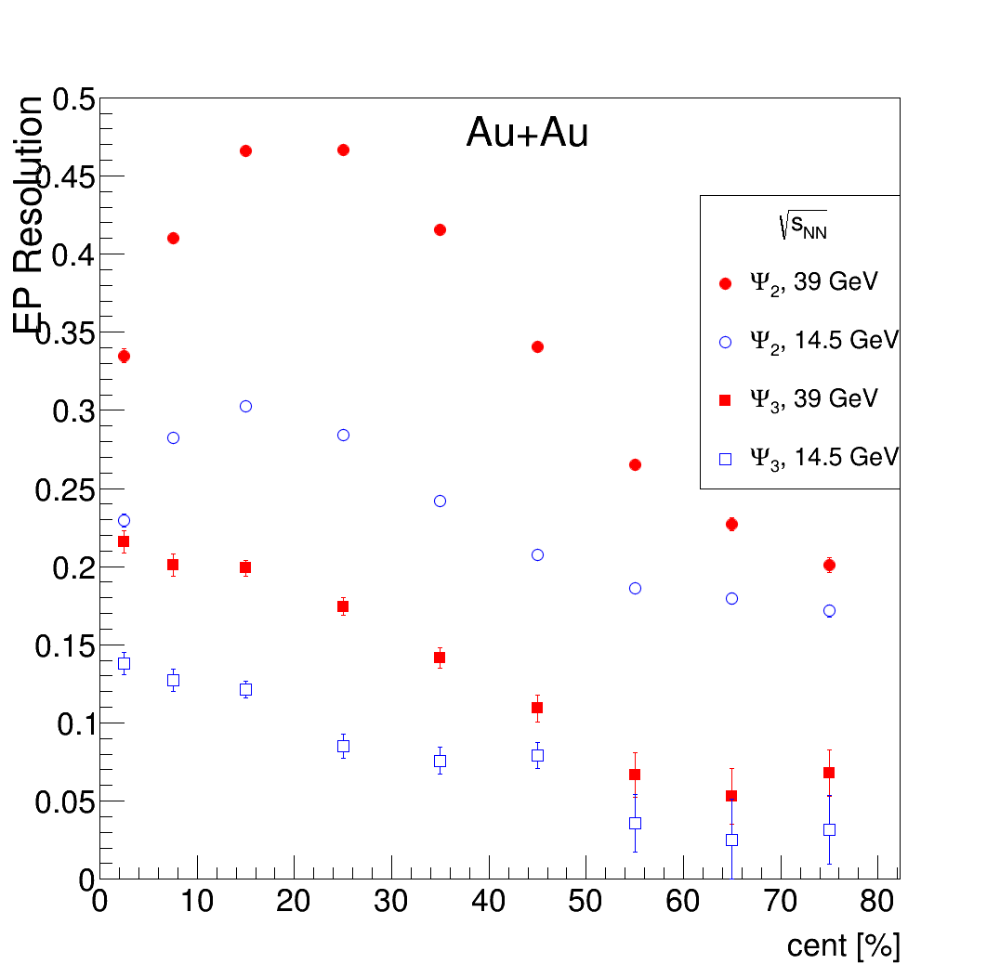 EP Resolution
Au+Au
0.5
0.45
0.4
0.35
0.3
0.25
0.2
0.15
0.1
0.05
0
√sNN
Ψ2, 39 GeV
Ψ2, 14.5 GeV
Ψ3, 39 GeV
Ψ3, 14.5 GeV
0 10 20 30 40 50 60 70 80
cent [%]